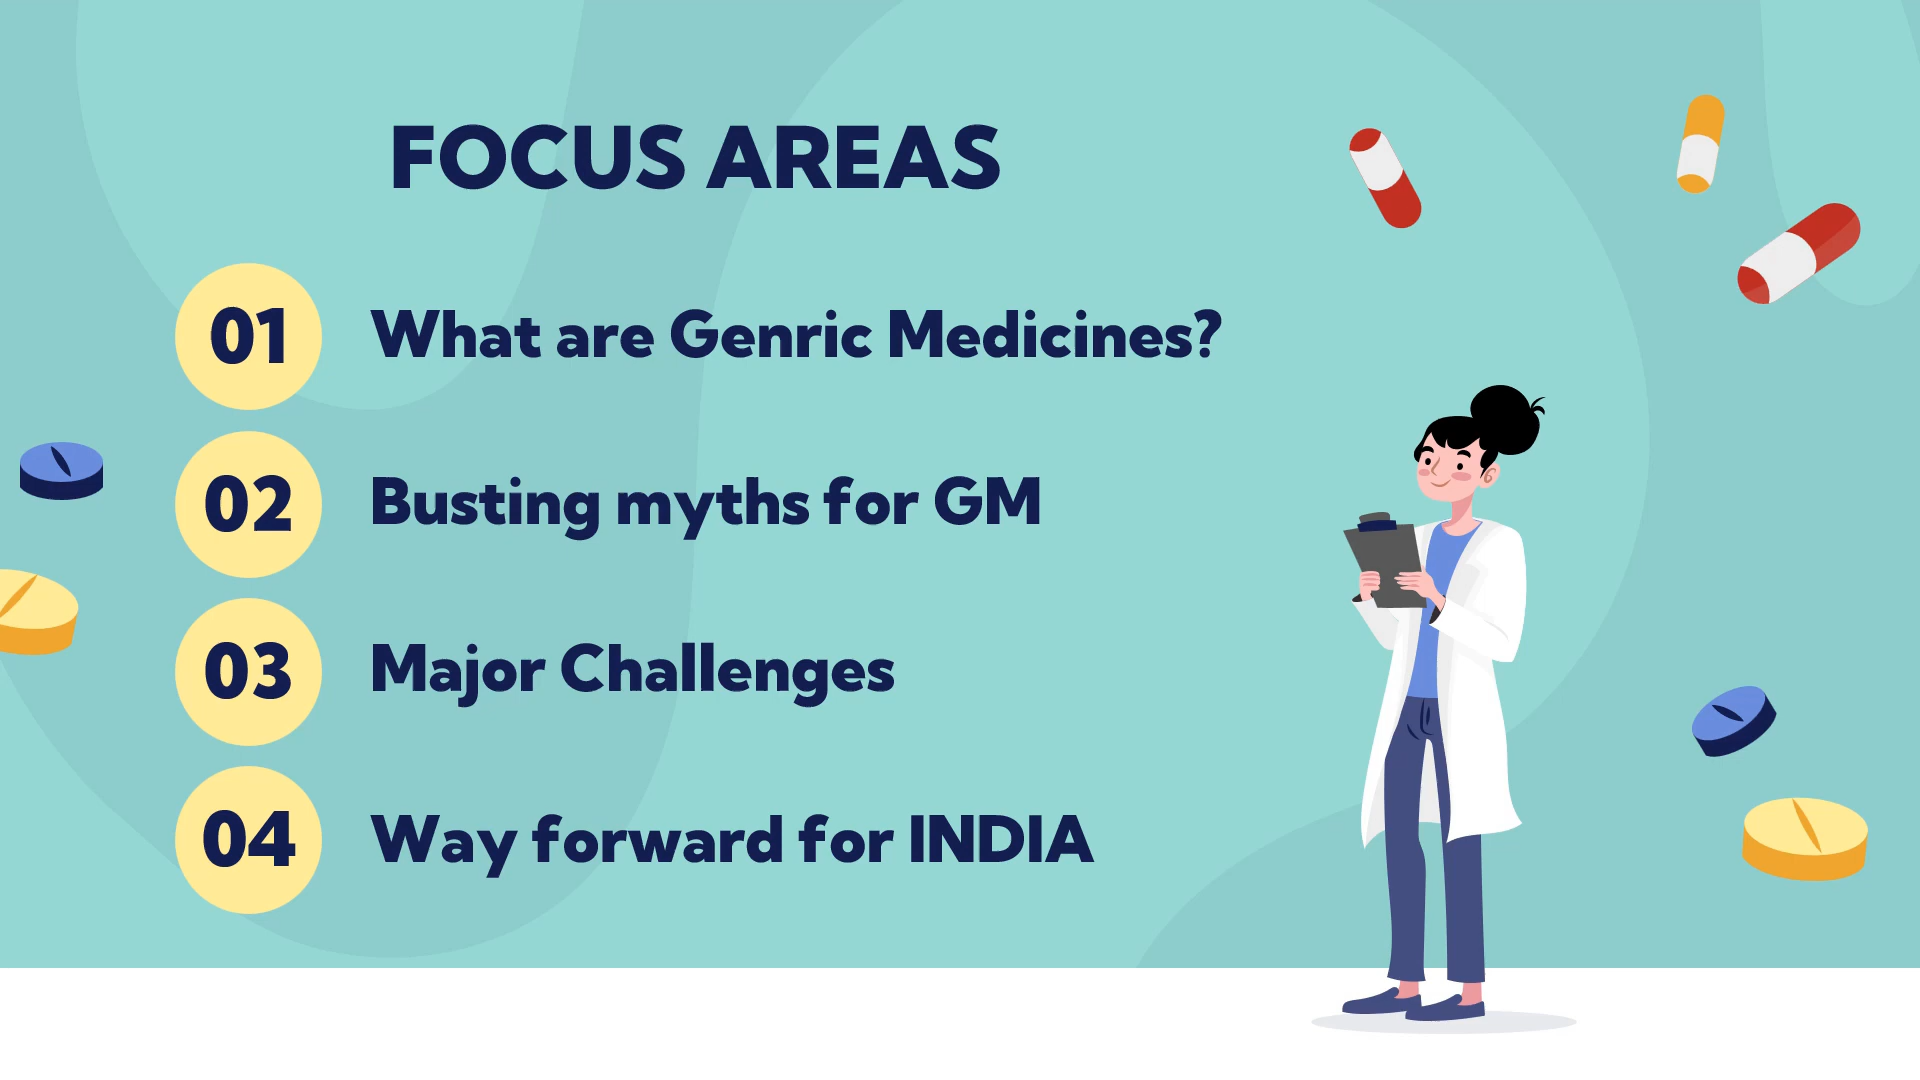 FOCUS AREAS
01 What are Genric Medicines?
02 Busting myths for GM
03 Major Challenges
04 Way forward for INDIA